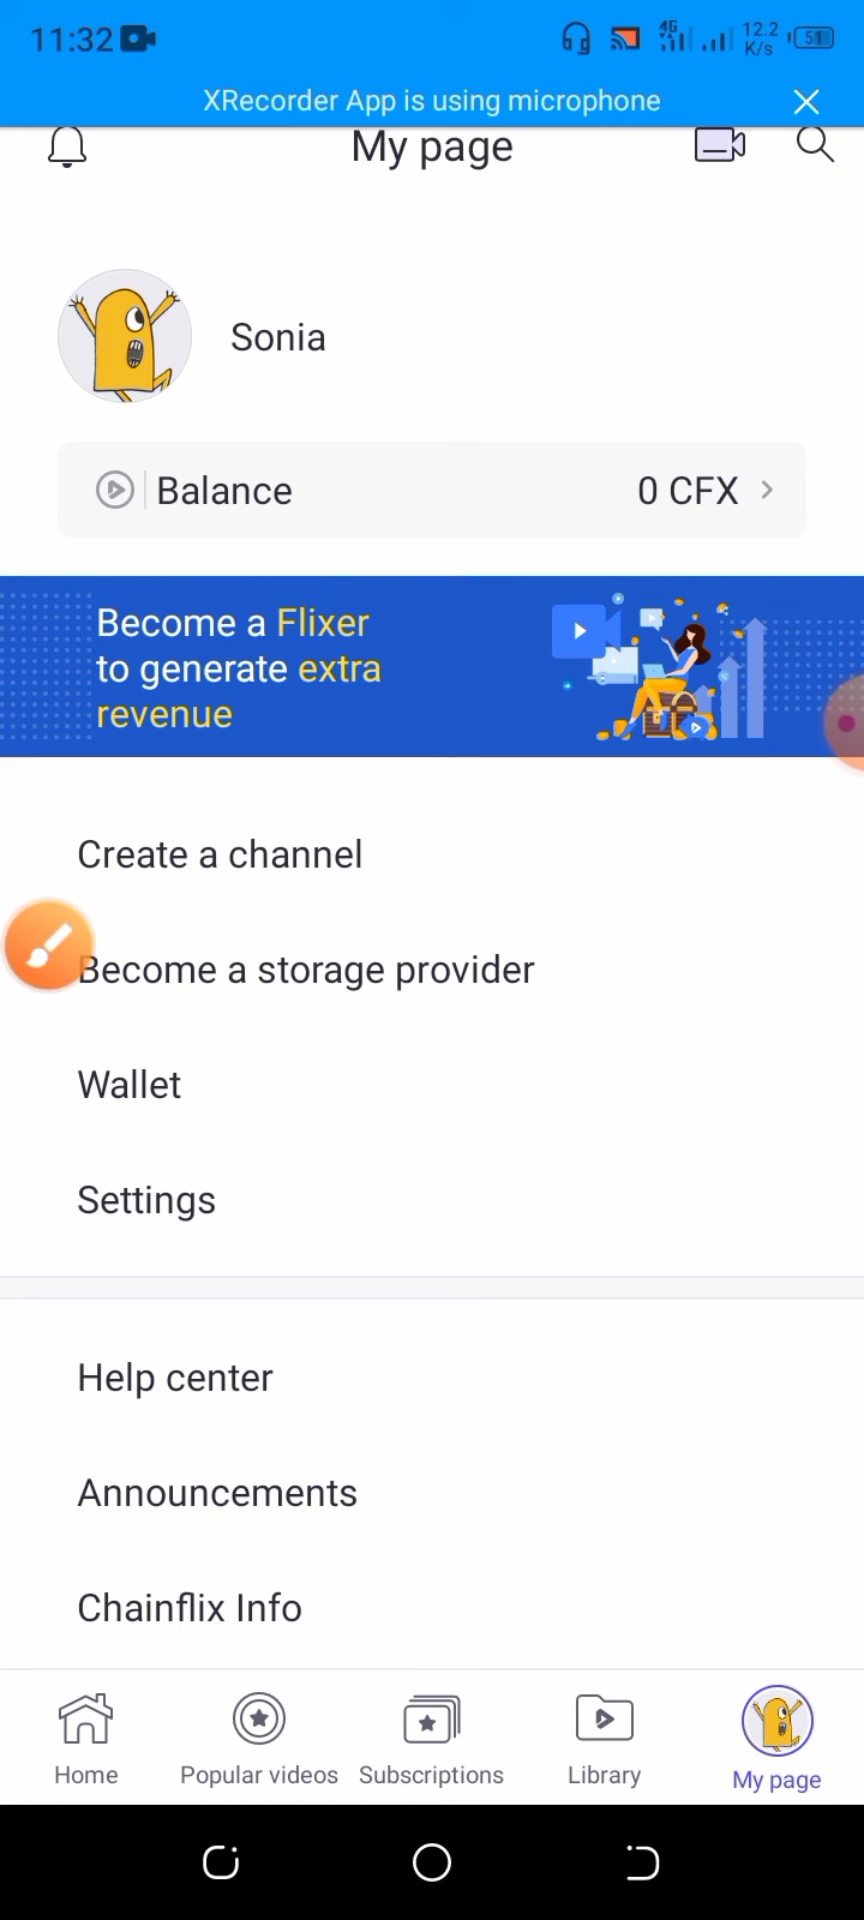 11:32
4G
12.2
K/s
51
XRecorder App is using microphone
My page
Sonia
Balance
0 CFX
Become a Flixer
to generate extra
revenue
Create a channel
Become a storage provider
Wallet
Settings
Help center
Announcements
Chainflix Info
Home
Popular videos
Subscriptions
Library
My page